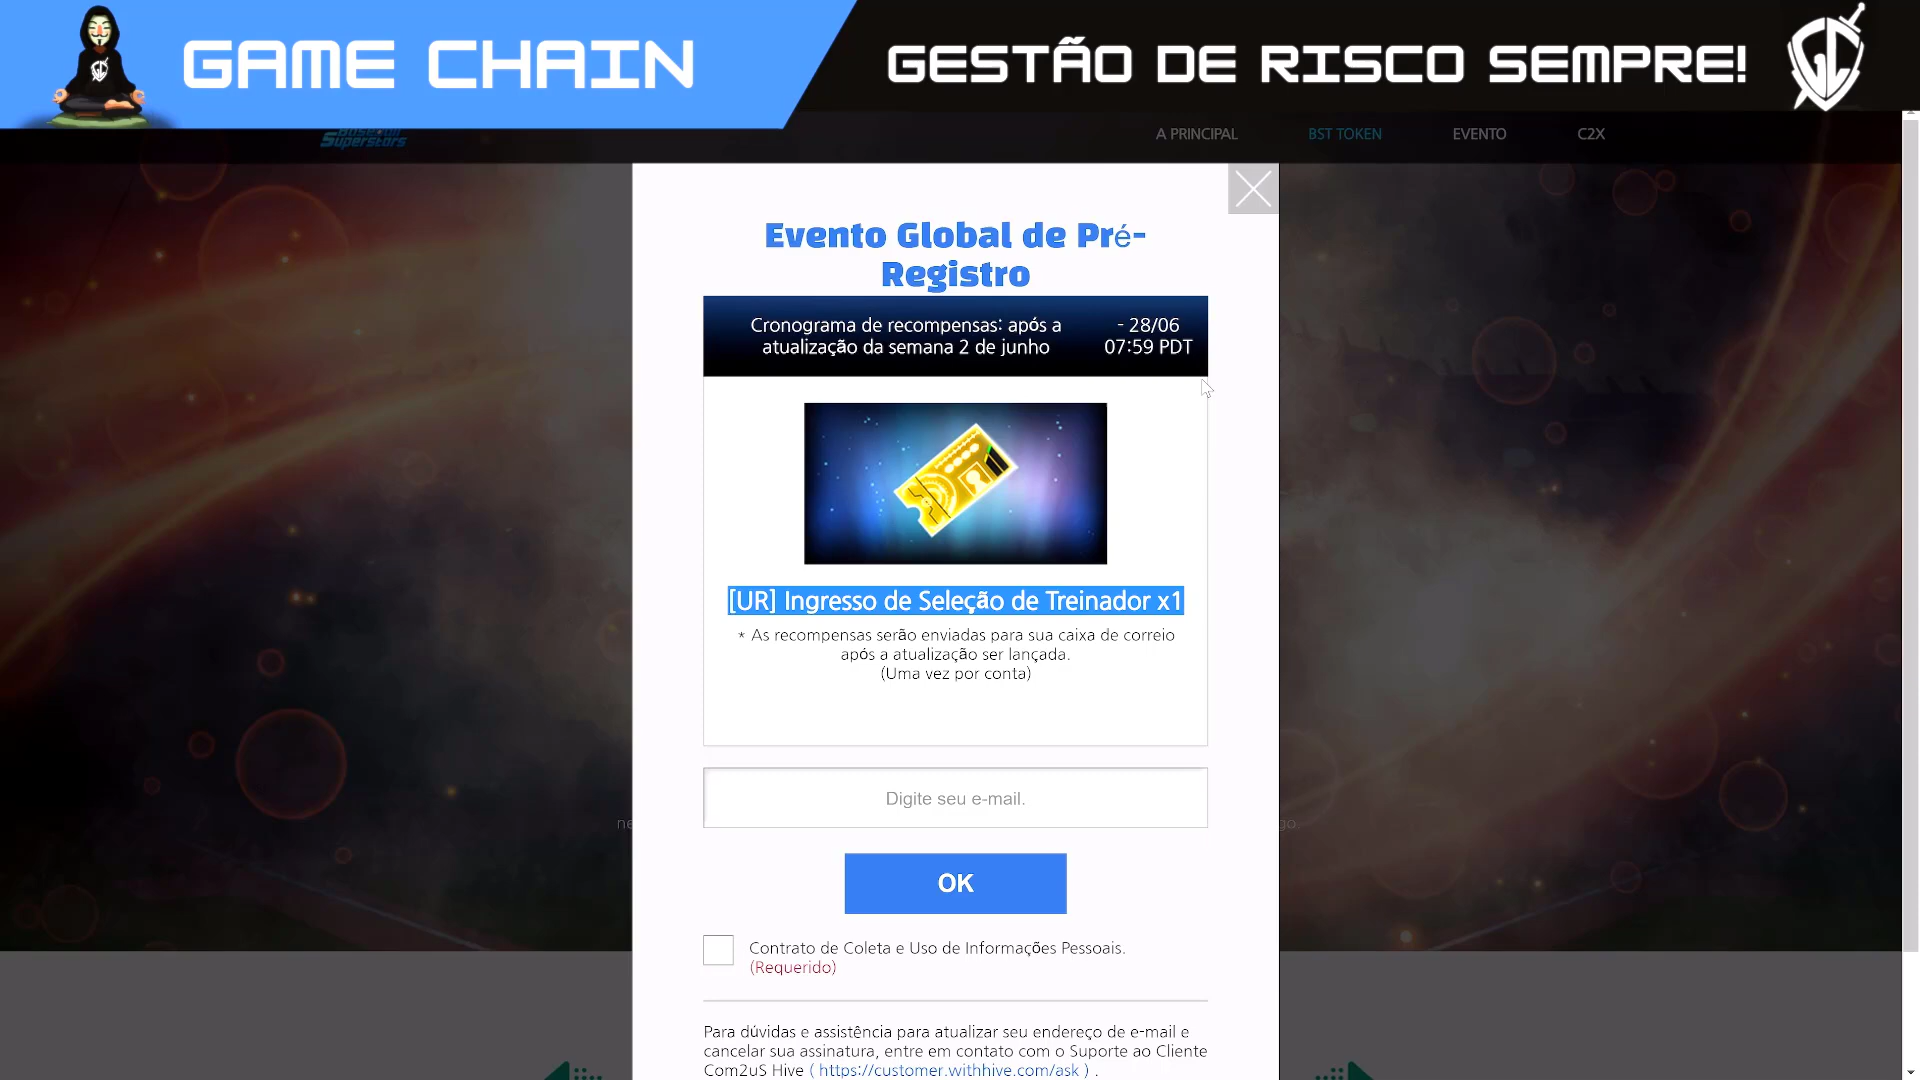 GAME CHAIN
GESTÃO DE RISCO SEMPRE!
Baseball
Superstars
A PRINCIPAL
BST TOKEN
EVENTO
C2X
Evento Global de Pré-
Registro
Cronograma de recompensas: após a
atualização da semana 2 de junho
- 28/06
07:59 PDT
[UR] Ingresso de Seleção de Treinador x1
* As recompensas serão enviadas para sua caixa de correio
após a atualização ser lançada.
(Uma vez por conta)
Digite seu e-mail.
OK
Contrato de Coleta e Uso de Informações Pessoais.
(Requerido)
Para dúvidas e assistência para atualizar seu endereço de e-mail e
cancelar sua assinatura, entre em contato com o Suporte ao Cliente
Com2uS Hive ( https://customer.withhive.com/ask ) .